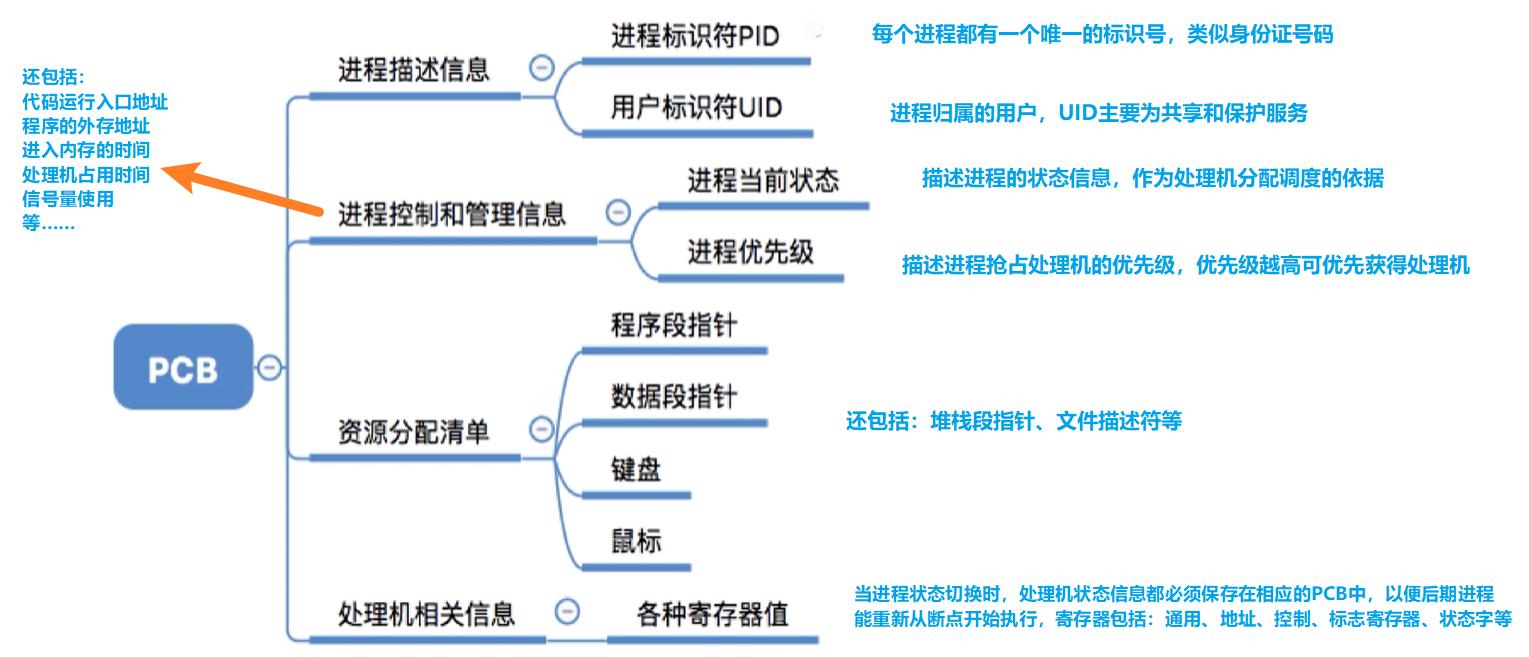 进程标识符PID
每个进程都有一个唯一的标识号，类似身份证号码
进程描述信息
用户标识符UID
进程归属的用户，UID主要为共享和保护服务
还包括：
代码运行入口地址
程序的外存地址
进入内存的时间
处理机占用时间
信号量使用
等……
进程当前状态
描述进程的状态信息，作为处理机分配调度的依据
进程控制和管理信息
进程优先级
描述进程抢占处理机的优先级，优先级越高可优先获得处理机
PCB
程序段指针
数据段指针
还包括：堆栈段指针、文件描述符等
资源分配清单
键盘
鼠标
处理机相关信息
各种寄存器值
当进程状态切换时，处理机状态信息都必须保存在相应的PCB中，以便后期进程
能重新从断点开始执行，寄存器包括：通用、地址、控制、标志寄存器、状态字等